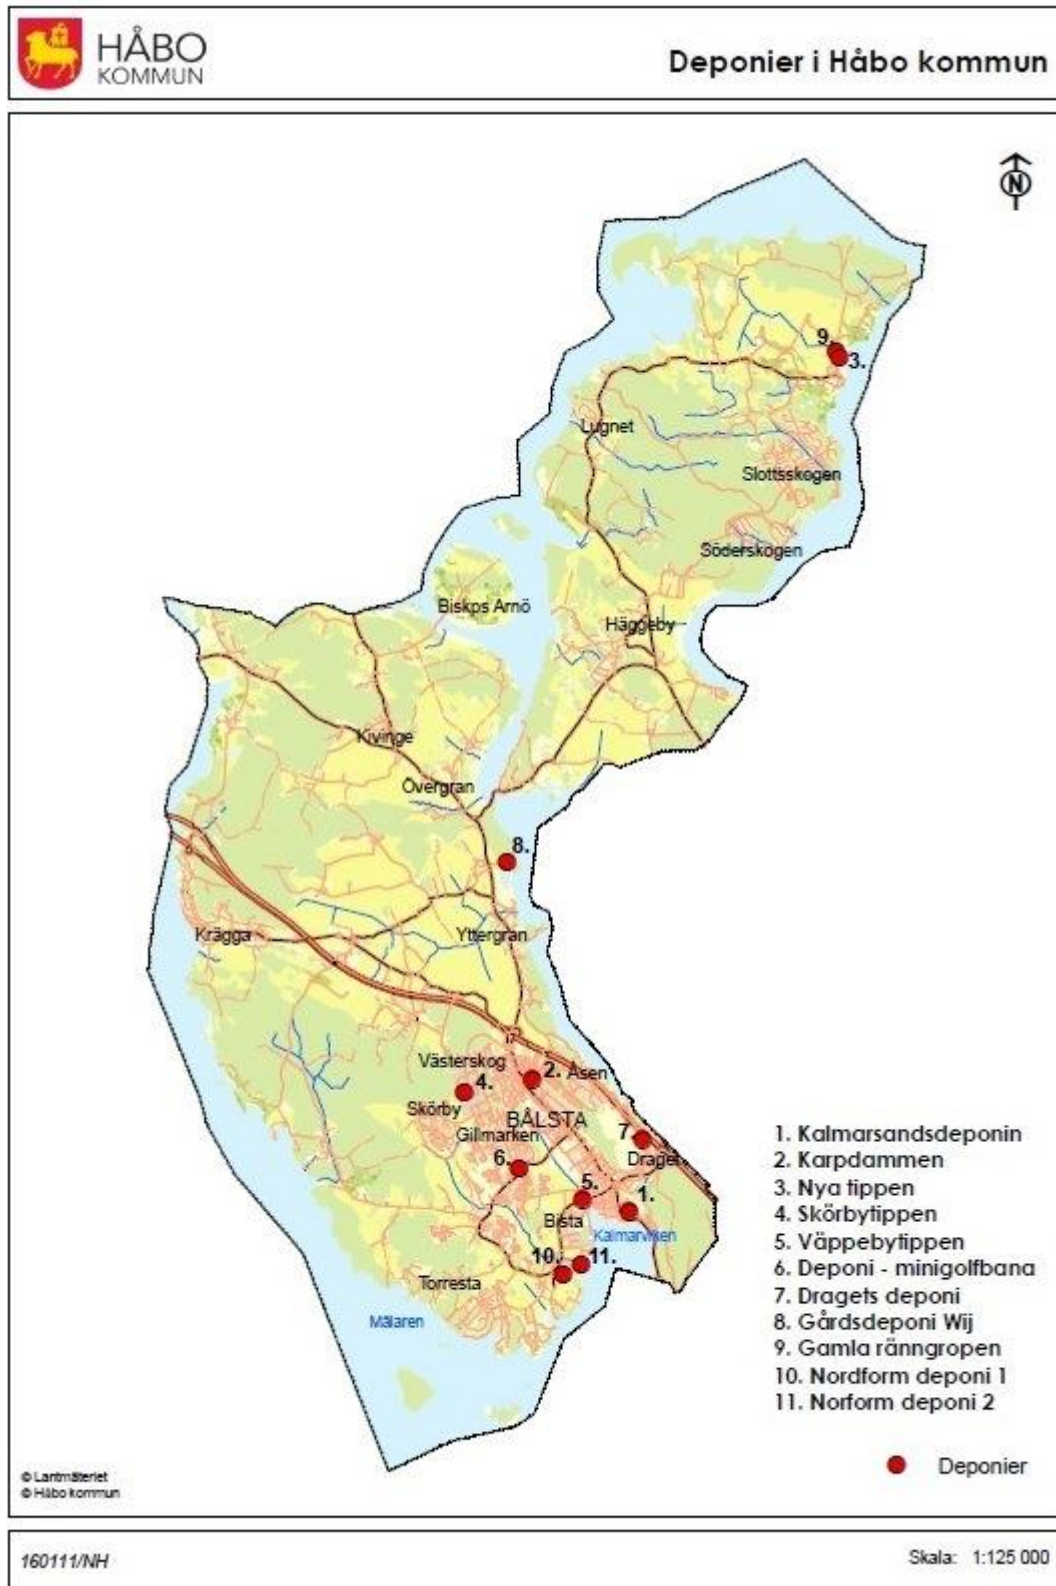 HÅBO
KOMMUN
Deponier i Håbo kommun
N
9.
3.
Lugnet
Slottsskogen
Söderskogen
Biskps Arnö
Häggeby
Kivinge
Övergran
8.
Krägga
Yttergran
Västerskog
2.
Åsen
4.
Skörby
BÅLSTA
Gillmarken
7.
Draget
6.
5.
1.
Bista
Kalmarviken
10.
11.
Torresta
Mälaren
1. Kalmarsandsdeponin
2. Karpdammen
3. Nya tippen
4. Skörbytippen
5. Väppebytippen
6. Deponi - minigolfbana
7. Dragets deponi
8. Gårdsdeponi Wij
9. Gamla ränngropen
10. Nordform deponi 1
11. Norform deponi 2
Deponier
© Lantmäteriet
© Håbo kommun
160111/NH
Skala: 1:125 000